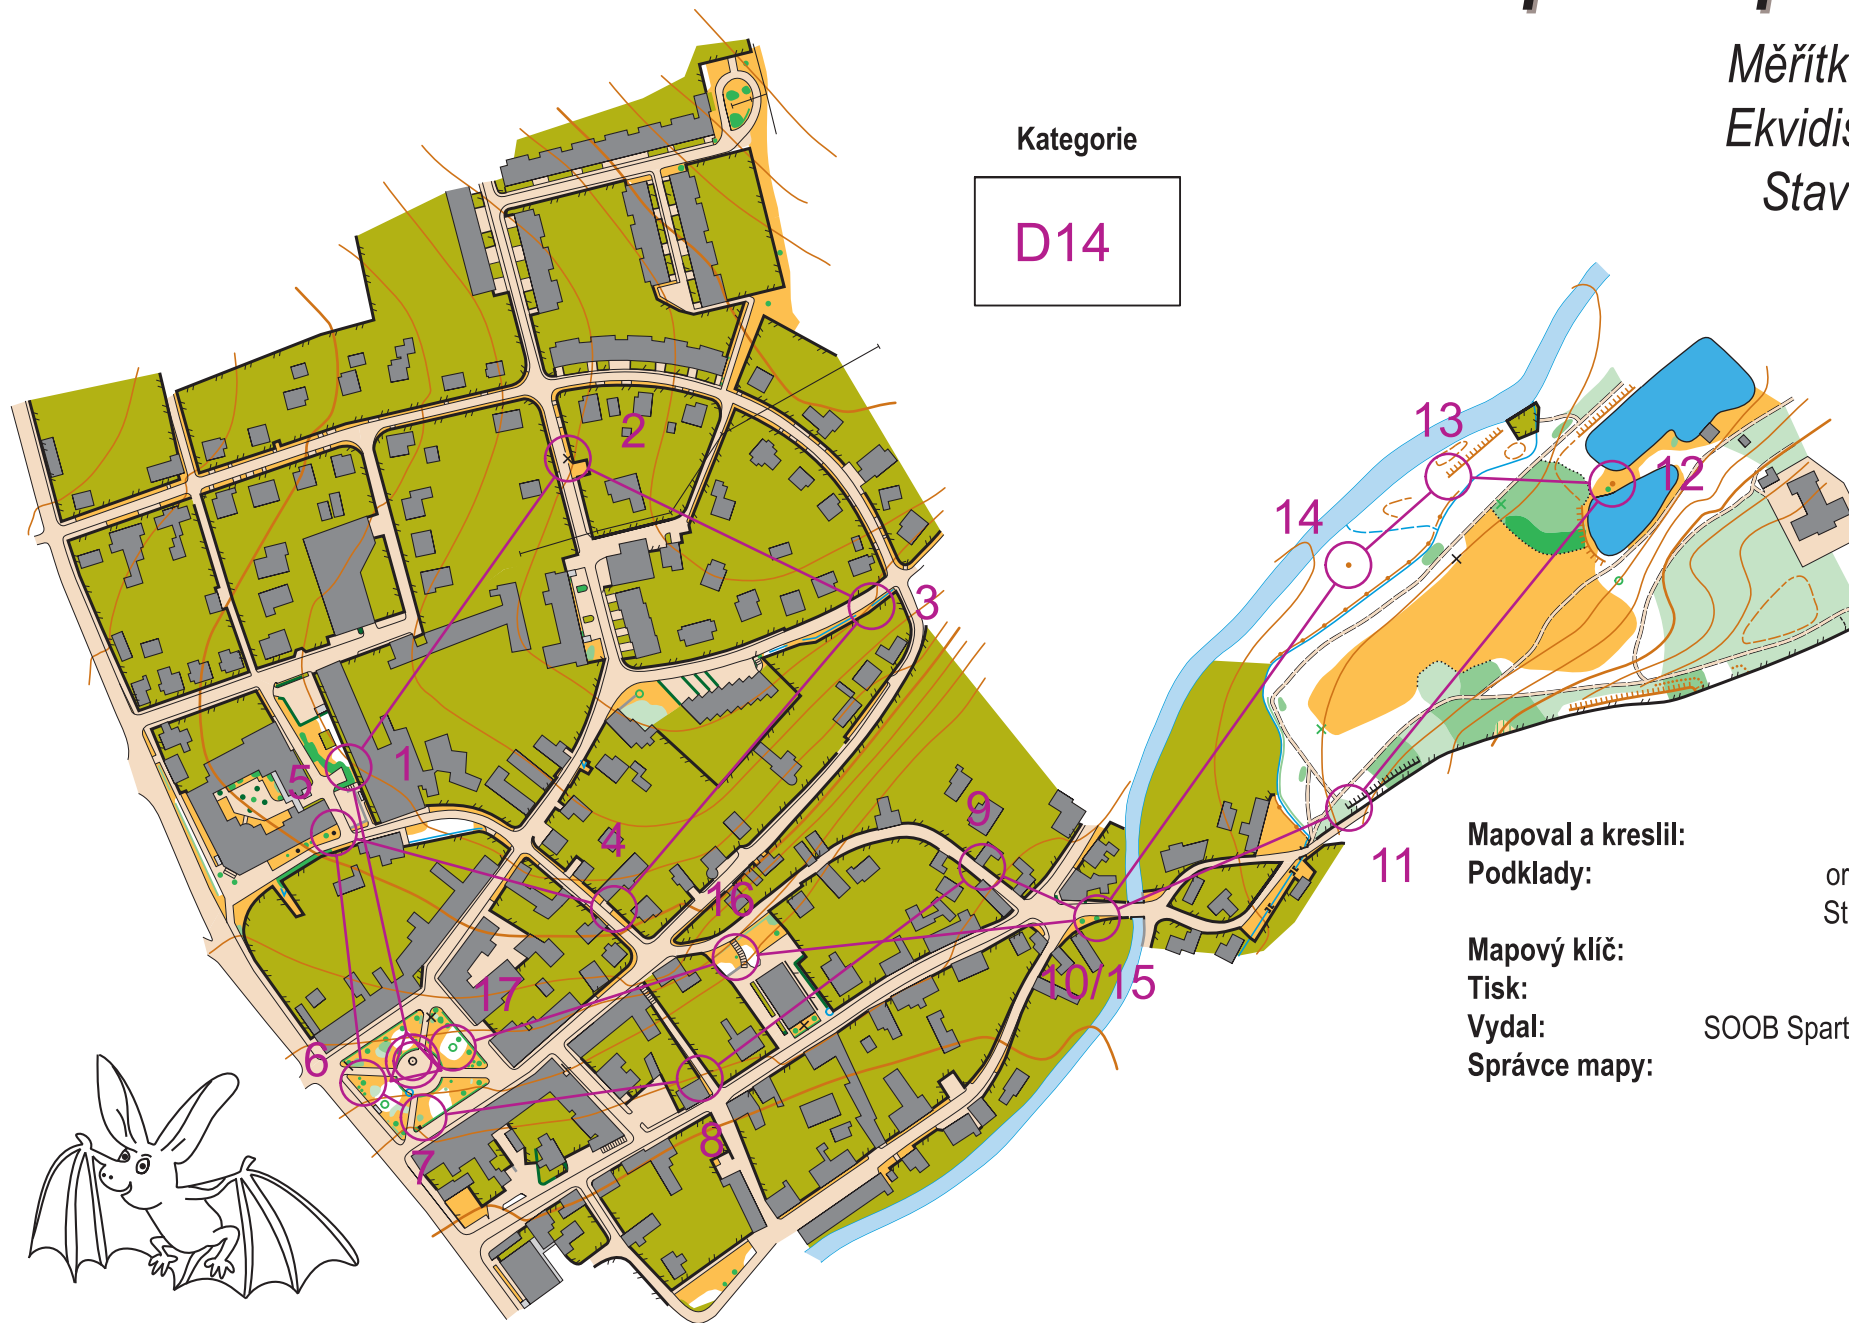 Měřítk
Ekvidis
Stav
Kategorie
D14
2
13
12
14
3
1
5
4
9
16
11
10/15
17
6
7
8
Mapoval a kreslil:
Podklady: or
St
Mapový klíč:
Tisk:
Vydal: SOOB Spart
Správce mapy: